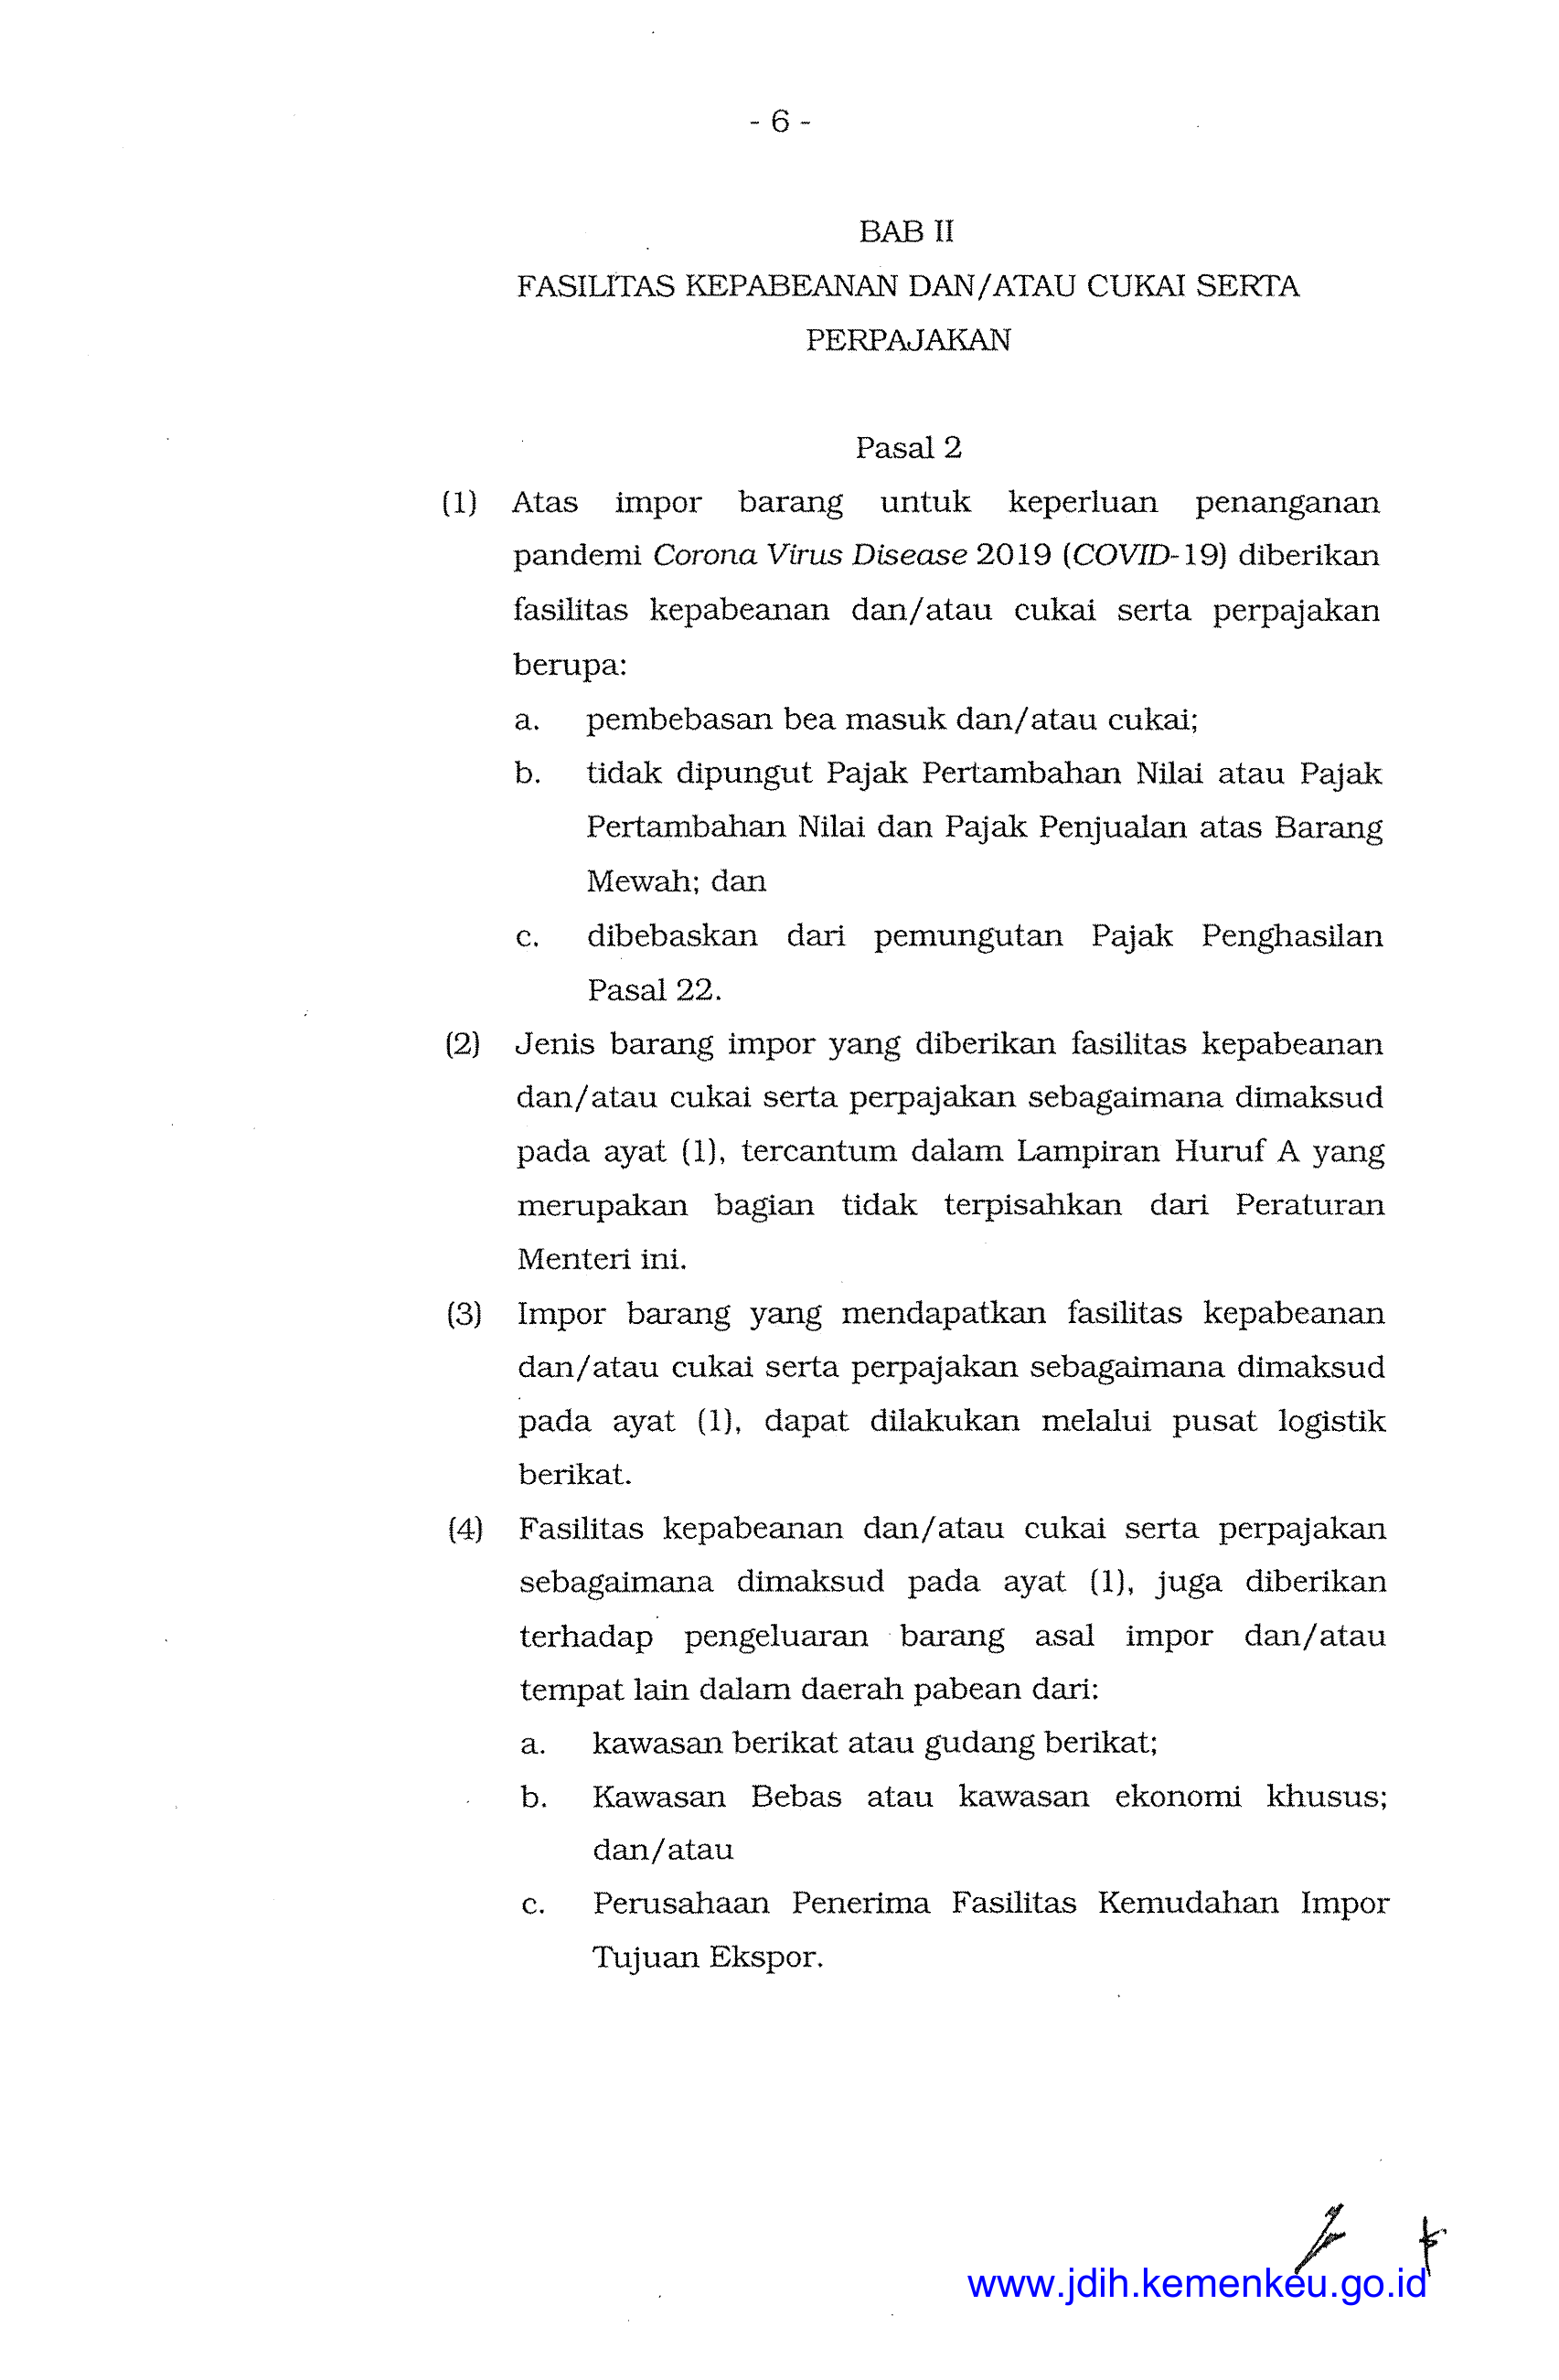 - 6 -
BAB II
FASILITAS KEPABEANAN DAN/ATAU CUKAI SERTA
PERPAJAKAN
Pasal 2
(1) Atas impor barang untuk keperluan penanganan
pandemi Corona Virus Disease 2019 (COVID-19) diberikan
fasilitas kepabeanan dan/atau cukai serta perpajakan
berupa:
a. pembebasan bea masuk dan/atau cukai;
b. tidak dipungut Pajak Pertambahan Nilai atau Pajak
Pertambahan Nilai dan Pajak Penjualan atas Barang
Mewah; dan
c. dibebaskan dari pemungutan Pajak Penghasilan
Pasal 22.
(2) Jenis barang impor yang diberikan fasilitas kepabeanan
dan/atau cukai serta perpajakan sebagaimana dimaksud
pada ayat (1), tercantum dalam Lampiran Huruf A yang
merupakan bagian tidak terpisahkan dari Peraturan
Menteri ini.
(3) Impor barang yang mendapatkan fasilitas kepabeanan
dan/atau cukai serta perpajakan sebagaimana dimaksud
pada ayat (1), dapat dilakukan melalui pusat logistik
berikat.
(4) Fasilitas kepabeanan dan/atau cukai serta perpajakan
sebagaimana dimaksud pada ayat (1), juga diberikan
terhadap pengeluaran barang asal impor dan/atau
tempat lain dalam daerah pabean dari:
a. kawasan berikat atau gudang berikat;
b. Kawasan Bebas atau kawasan ekonomi khusus;
dan/atau
c. Perusahaan Penerima Fasilitas Kemudahan Impor
Tujuan Ekspor.
www.jdih.kemenkeu.go.id